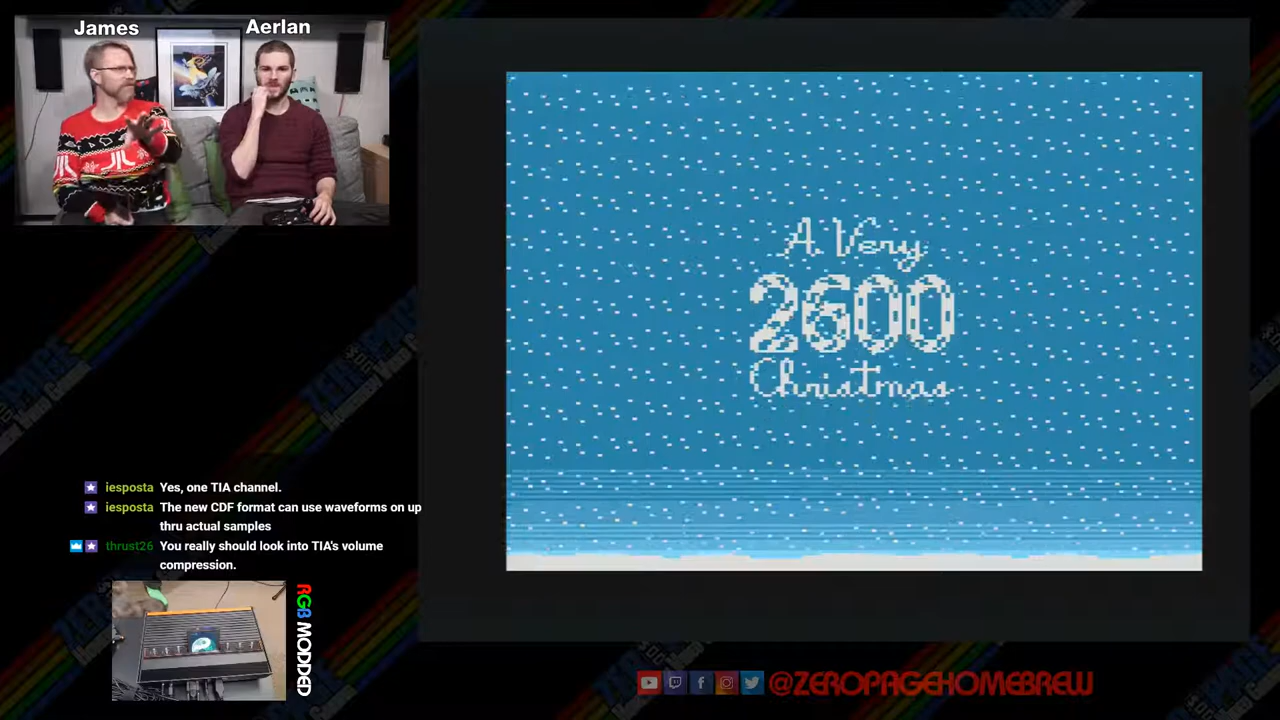 James
Aerlan
A Very
2600
Christmas
iesposta Yes, one TIA channel.
iesposta The new CDF format can use waveforms on up
thru actual samples
thrust26 You really should look into TIA's volume
compression.
RGB MODDED
@ZEROPAGEHOMEBREW